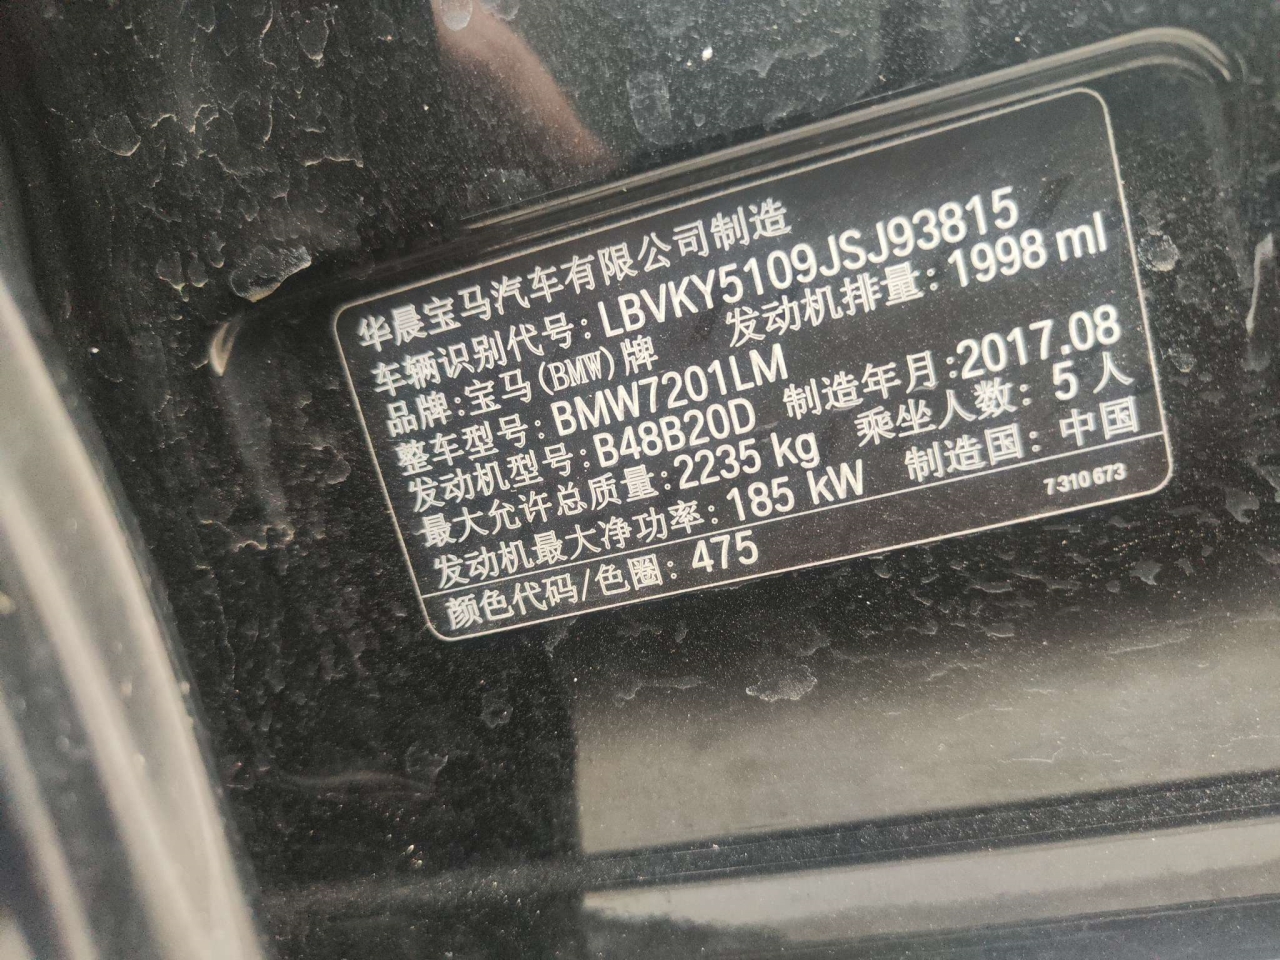 华晨宝马汽车有限公司制造
车辆识别代号: LBVKY5109JSJ93815
品牌:宝马(BMW)牌 发动机排量: 1998 ml
整车型号: BMW7201LM
发动机型号: B48B20D 制造年月:2017.08
最大允许总质量: 2235 kg 乘坐人数: 5 人
发动机最大净功率: 185 kW 制造国: 中国
颜色代码/色圈: 475 7 310 673